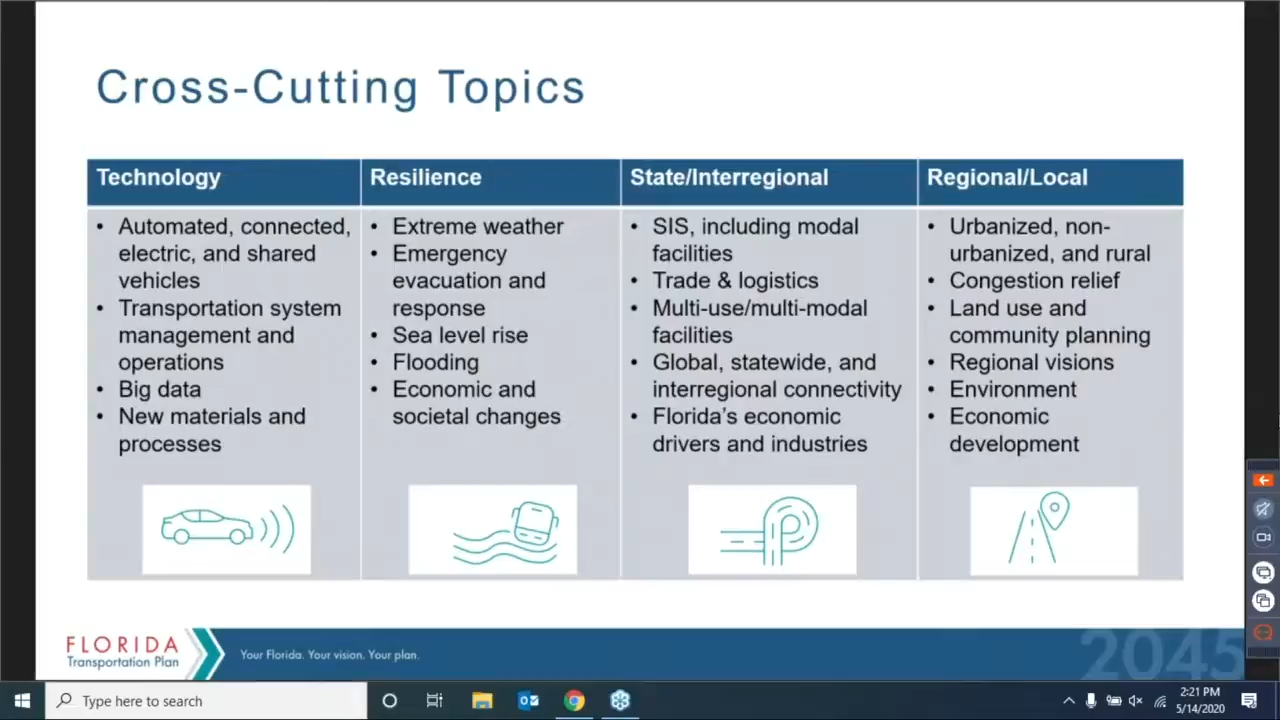 Cross-Cutting Topics
Technology
• Automated, connected,
electric, and shared
vehicles
• Transportation system
management and
operations
• Big data
• New materials and
processes
Resilience
• Extreme weather
• Emergency
evacuation and
response
• Sea level rise
• Flooding
• Economic and
societal changes
State/Interregional
• SIS, including modal
facilities
• Trade & logistics
• Multi-use/multi-modal
facilities
• Global, statewide, and
interregional connectivity
• Florida's economic
drivers and industries
Regional/Local
• Urbanized, non-
urbanized, and rural
• Congestion relief
• Land use and
community planning
• Regional visions
• Environment
• Economic
development
FLORIDA
Transportation Plan
Your Florida. Your vision. Your plan.
2045
Type here to search
2:21 PM
5/14/2020